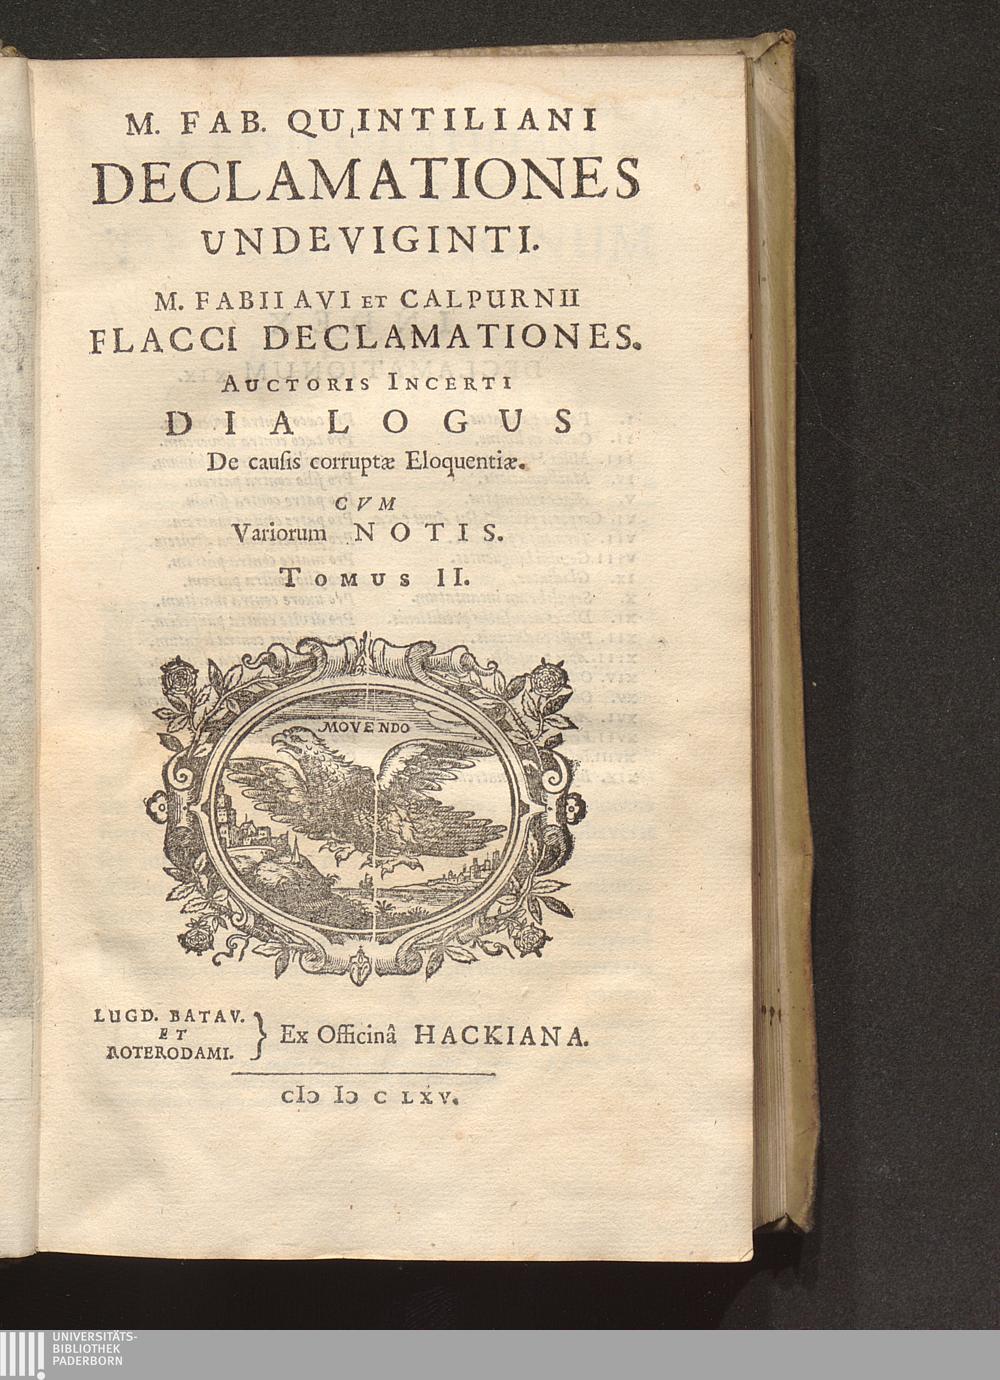 M. FAB. QUINTILIANI
DECLAMATIONES
UNDEVIGINTI.
M. FABII AVI ET CALPURNII
FLACCI DECLAMATIONES.
AUCTORIS INCERTI
DIALOGUS
De causis corruptæ Eloquentiæ.
CVM
Variorum NOTIS.
TOMUS II.
MOVENDO
LUGD. BATAV.
ET
ROTERODAMI.
} Ex Officinâ HACKIANA.
CIↃ IↃ C LXV.
UNIVERSITÄTS-
BIBLIOTHEK
PADERBORN